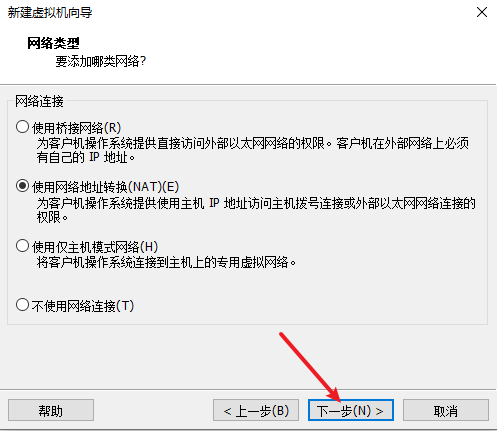 新建虚拟机向导
网络类型
要添加哪类网络?
网络连接
使用桥接网络(R)
为客户机操作系统提供直接访问外部以太网网络的权限。客户机在外部网络上必须
有自己的 IP 地址。
使用网络地址转换(NAT)(E)
为客户机操作系统提供使用主机 IP 地址访问主机拨号连接或外部以太网网络连接的
权限。
使用仅主机模式网络(H)
将客户机操作系统连接到主机上的专用虚拟网络。
不使用网络连接(T)
帮助
< 上一步(B)
下一步(N) >
取消